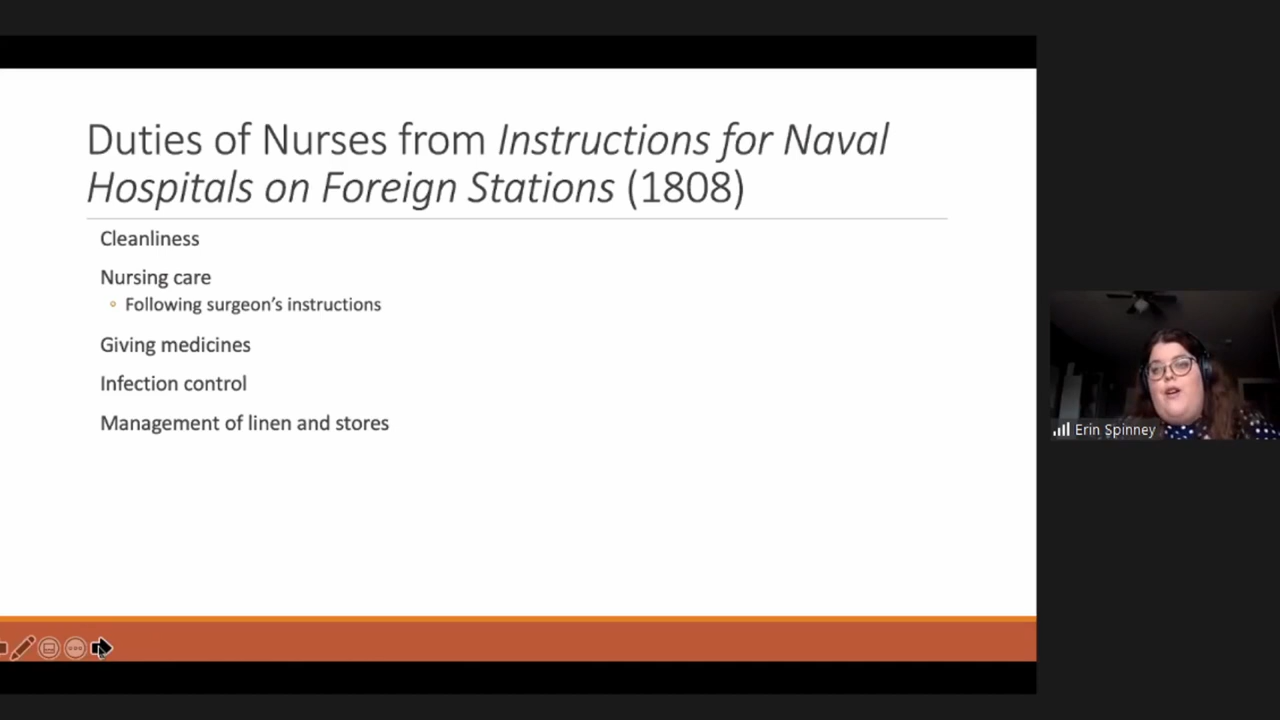 Duties of Nurses from Instructions for Naval
Hospitals on Foreign Stations (1808)
Cleanliness
Nursing care
Following surgeon’s instructions
Giving medicines
Infection control
Management of linen and stores
Erin Spinney